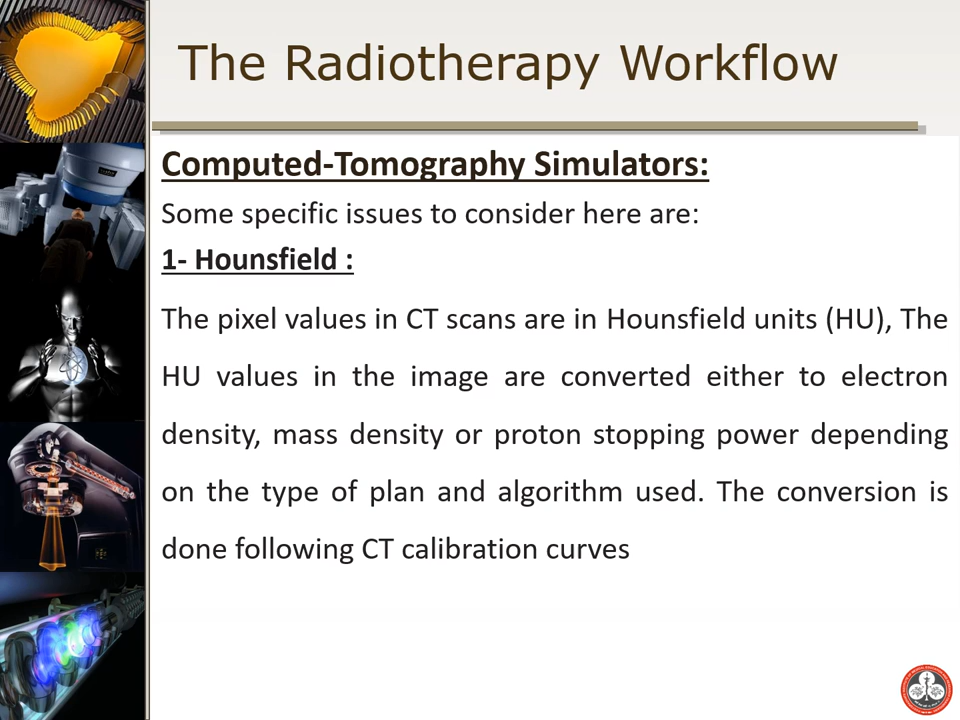 The Radiotherapy Workflow
Computed-Tomography Simulators:
Some specific issues to consider here are:
1- Hounsfield :
The pixel values in CT scans are in Hounsfield units (HU), The
HU values in the image are converted either to electron
density, mass density or proton stopping power depending
on the type of plan and algorithm used. The conversion is
done following CT calibration curves